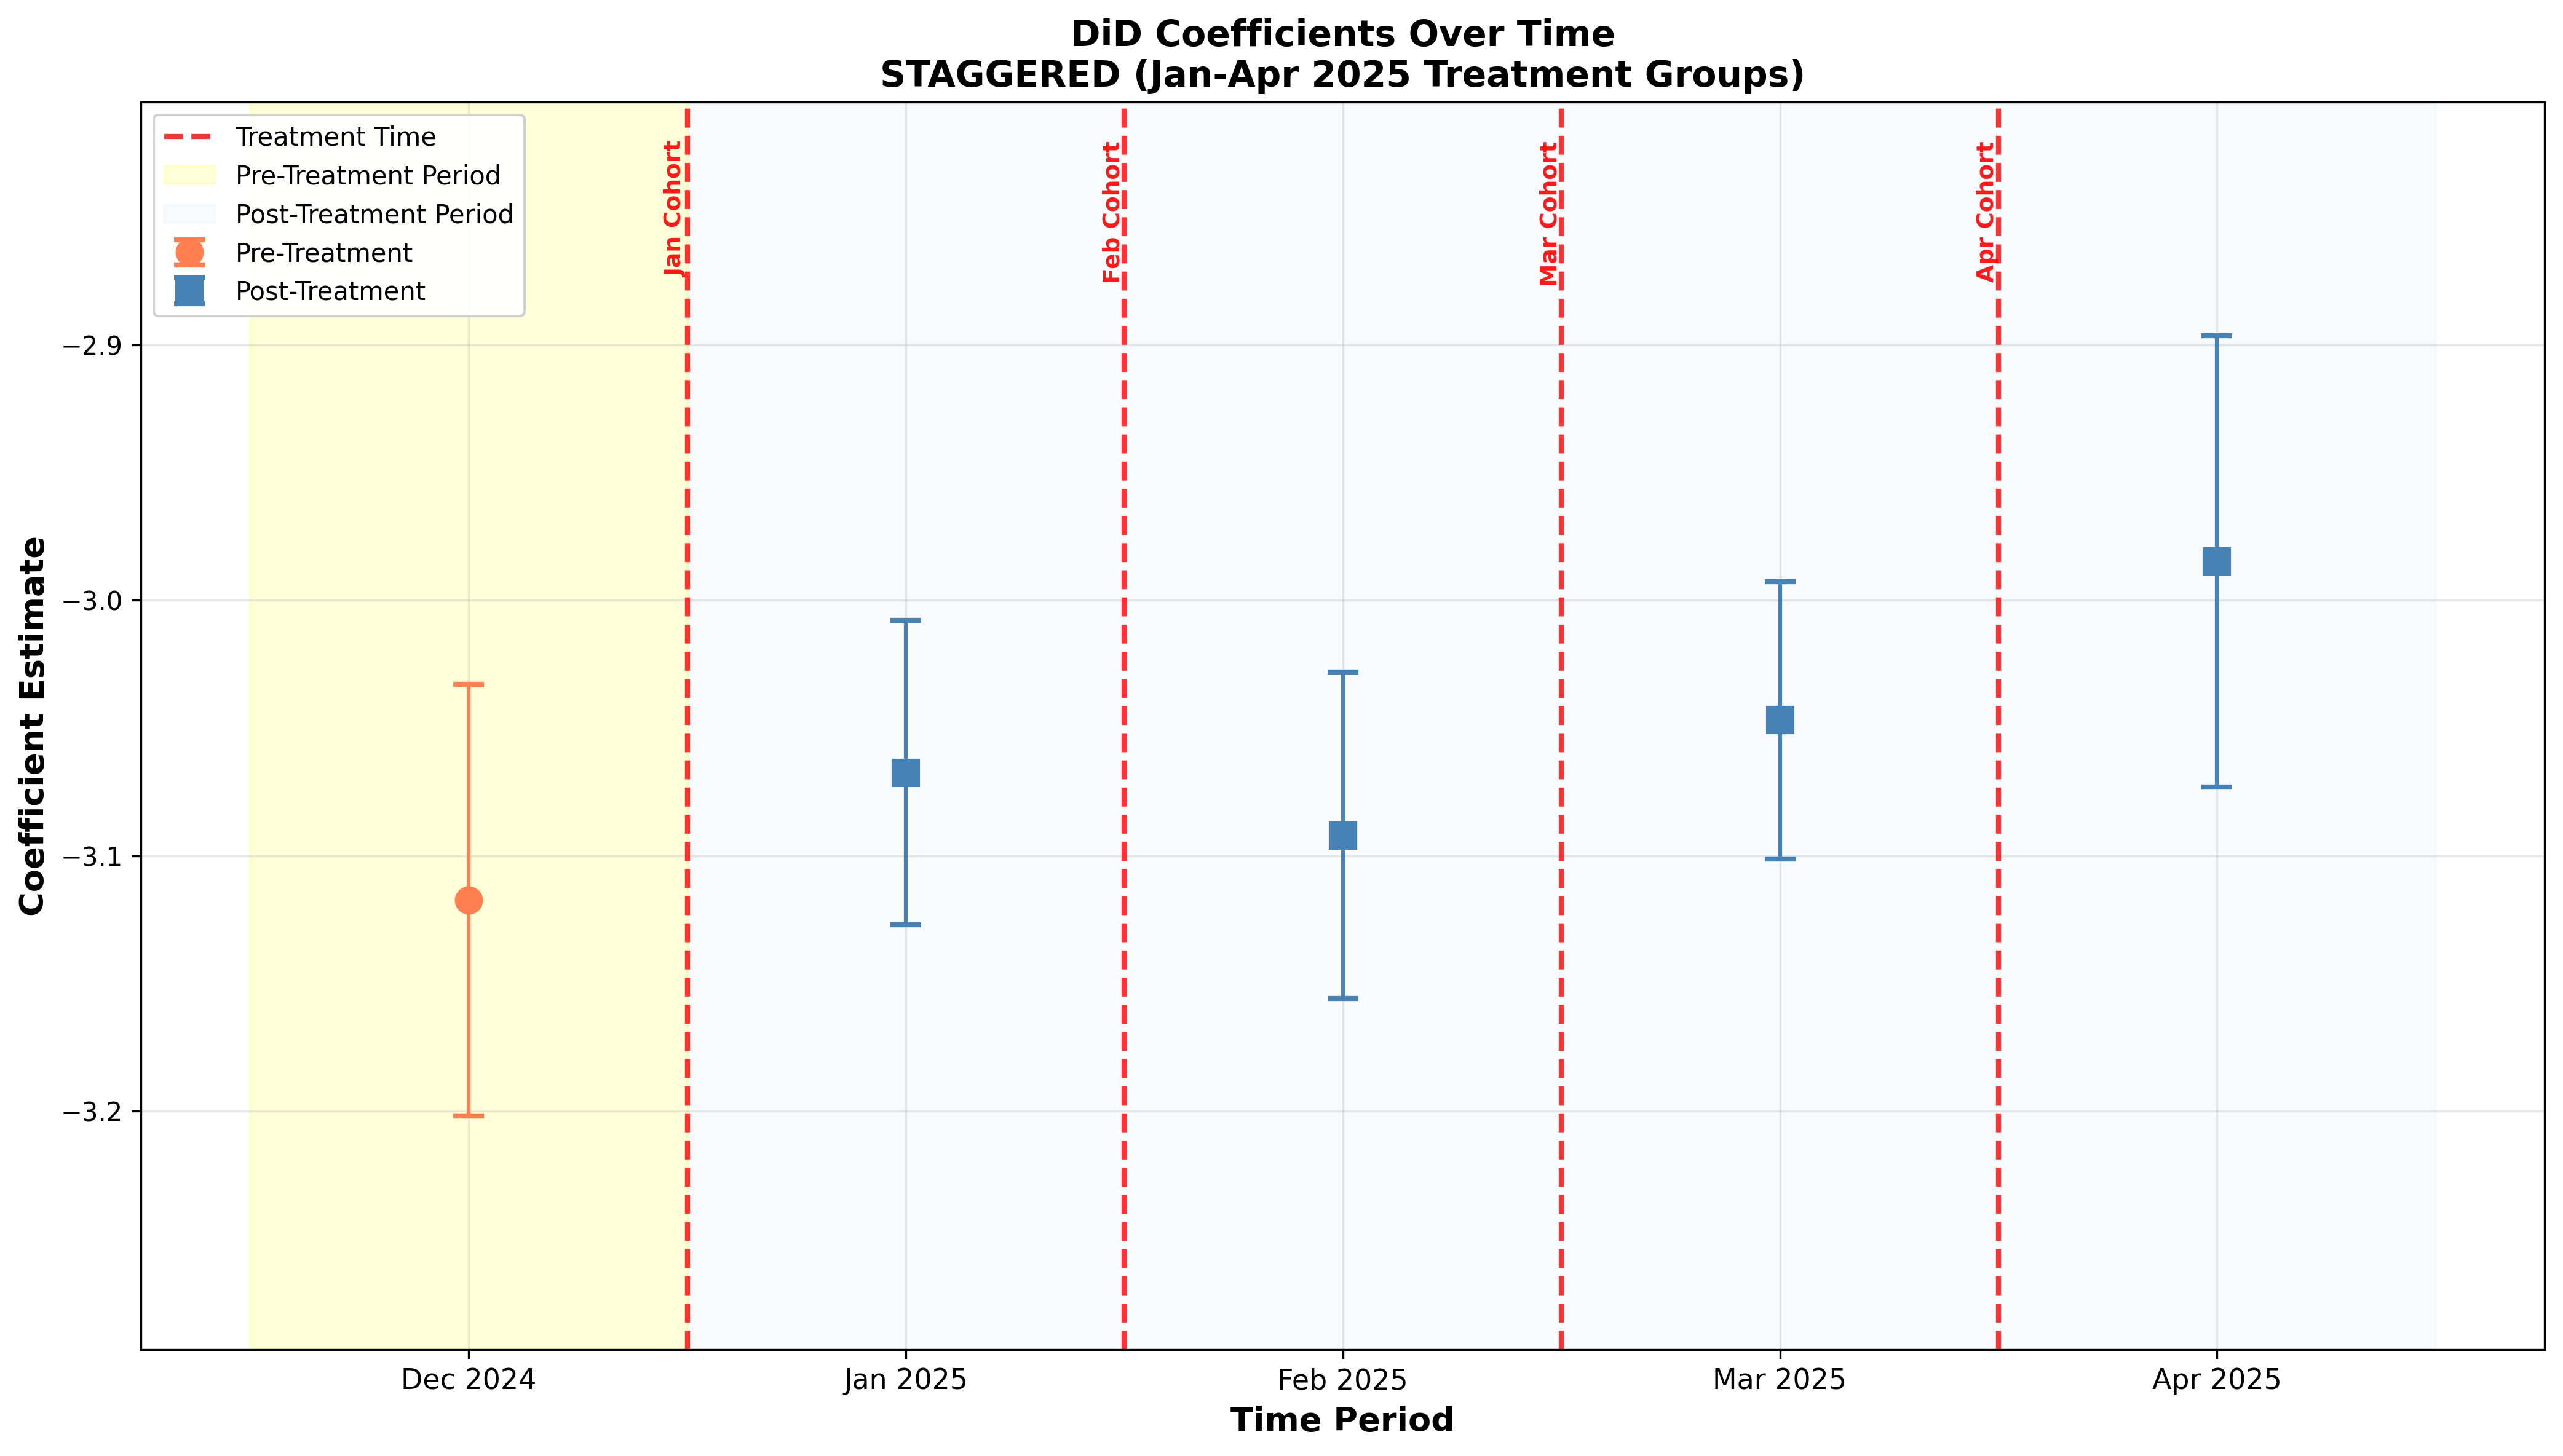 DiD Coefficients Over Time
STAGGERED (Jan-Apr 2025 Treatment Groups)
Treatment Time
Pre-Treatment Period
Post-Treatment Period
Pre-Treatment
Post-Treatment
Jan Cohort
Feb Cohort
Mar Cohort
Apr Cohort
Coefficient Estimate
−2.9
−3.0
−3.1
−3.2
Dec 2024
Jan 2025
Feb 2025
Mar 2025
Apr 2025
Time Period